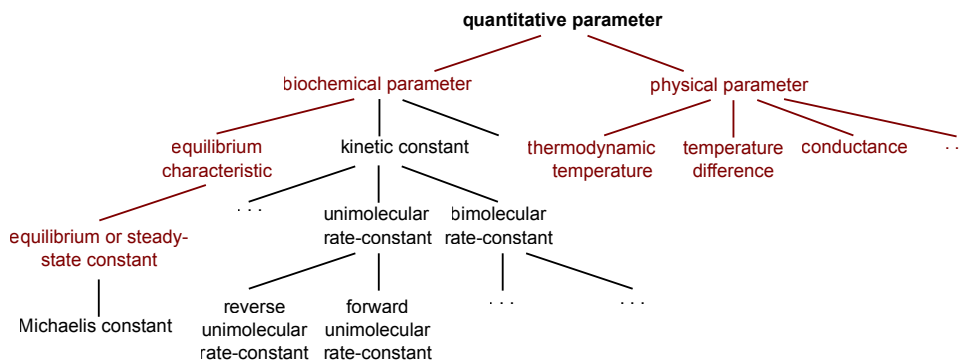 quantitative parameter
biochemical parameter
physical parameter
equilibrium
characteristic
kinetic constant
thermodynamic
temperature
temperature
difference
conductance
. .
. . .
unimolecular
rate-constant
bimolecular
rate-constant
equilibrium or steady-
state constant
Michaelis constant
reverse
unimolecular
rate-constant
forward
unimolecular
rate-constant
. . .
. . .